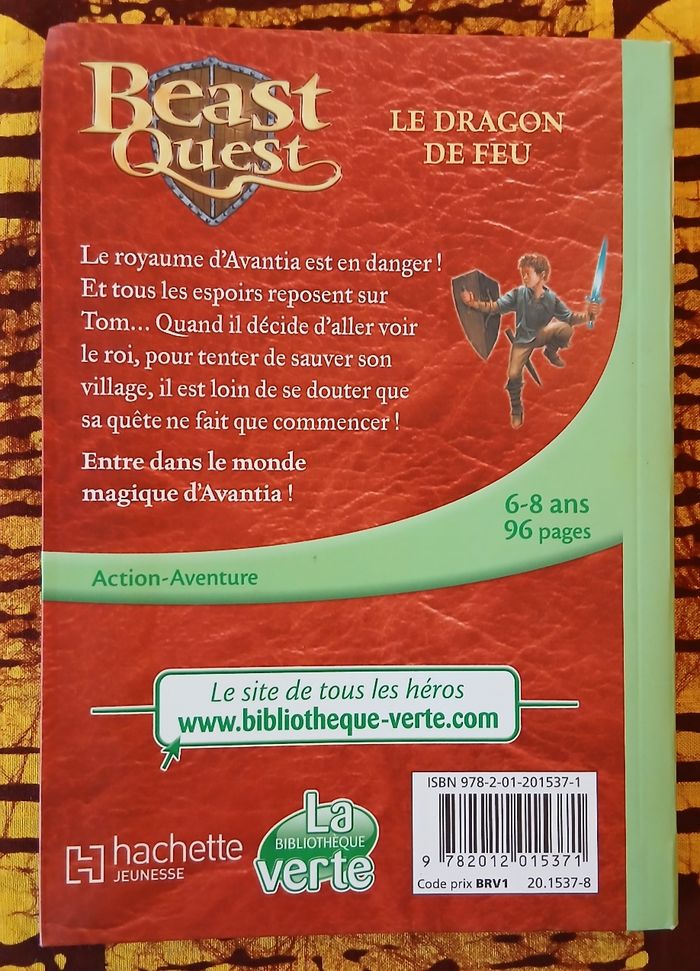 Beast
Quest
LE DRAGON
DE FEU
Le royaume d'Avantia est en danger !
Et tous les espoirs reposent sur
Tom... Quand il décide d'aller voir
le roi, pour tenter de sauver son
village, il est loin de se douter que
sa quête ne fait que commencer !
Entre dans le monde
magique d'Avantia !
6-8 ans
96 pages
Action-Aventure
Le site de tous les héros
www.bibliotheque-verte.com
hachette
JEUNESSE
La
BIBLIOTHÈQUE
verte
ISBN 978-2-01-201537-1
9 782012 015371
Code prix BRV1 20.1537-8